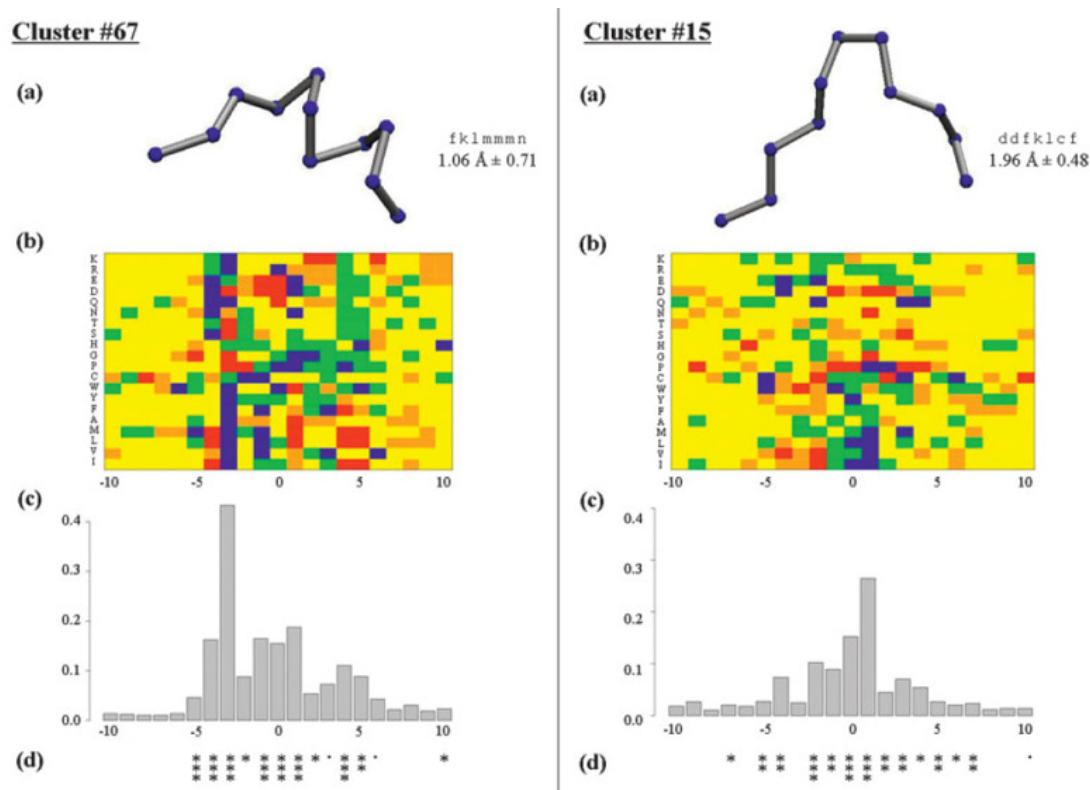 Cluster #67
(a)
fklmmmn
1.06 Å ± 0.71
(b)
K
R
E
D
Q
N
T
S
H
G
P
C
W
Y
F
A
M
L
V
I
-10 -5 0 5 10
(c)
0.4
0.3
0.2
0.1
0.0
-10 -5 0 5 10
(d)
*** *** *** * *** *** *** * . *** ** . *
Cluster #15
(a)
ddfklcf
1.96 Å ± 0.48
(b)
K
R
E
D
Q
N
T
S
H
G
P
C
W
Y
F
A
M
L
V
I
-10 -5 0 5 10
(c)
0.4
0.3
0.2
0.1
0.0
-10 -5 0 5 10
(d)
* ** ** *** ** *** *** ** ** * ** * ** .